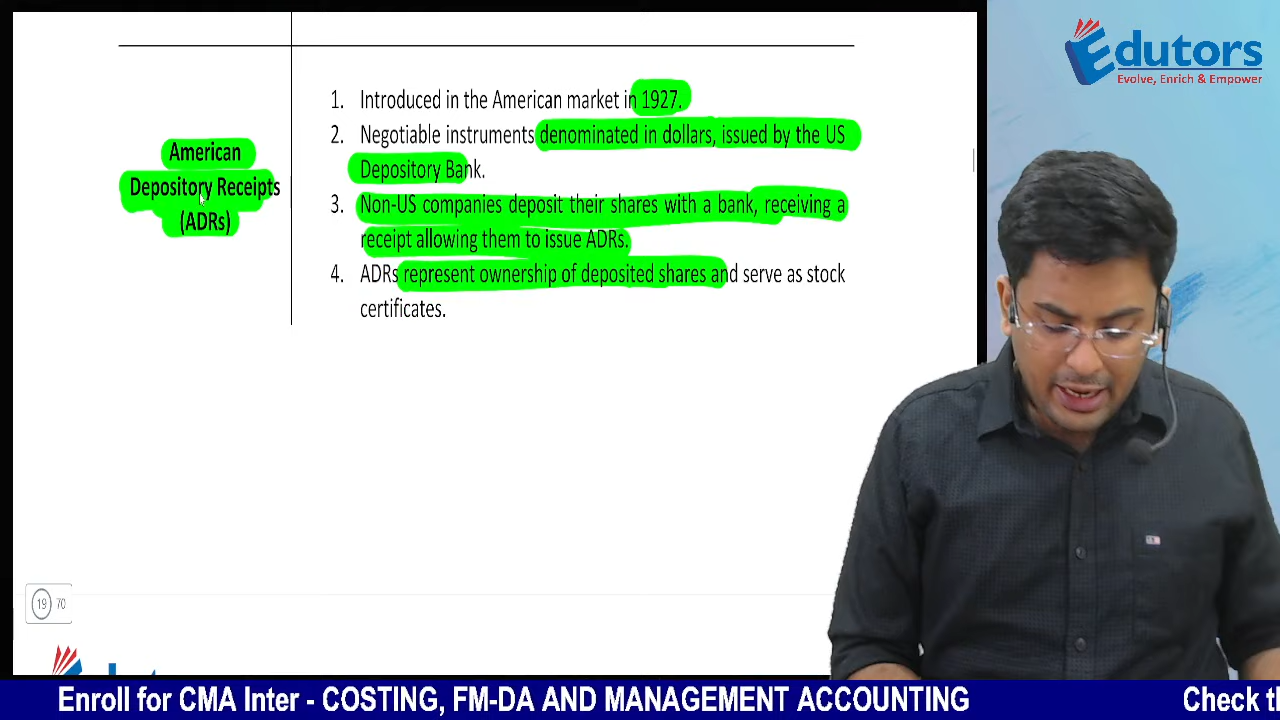 Edutors
Evolve, Enrich & Empower
American
Depository Receipts
(ADRs)
1. Introduced in the American market in 1927.
2. Negotiable instruments denominated in dollars, issued by the US
Depository Bank.
3. Non-US companies deposit their shares with a bank, receiving a
receipt allowing them to issue ADRs.
4. ADRs represent ownership of deposited shares and serve as stock
certificates.
19 70
Enroll for CMA Inter - COSTING, FM-DA AND MANAGEMENT ACCOUNTING
Check